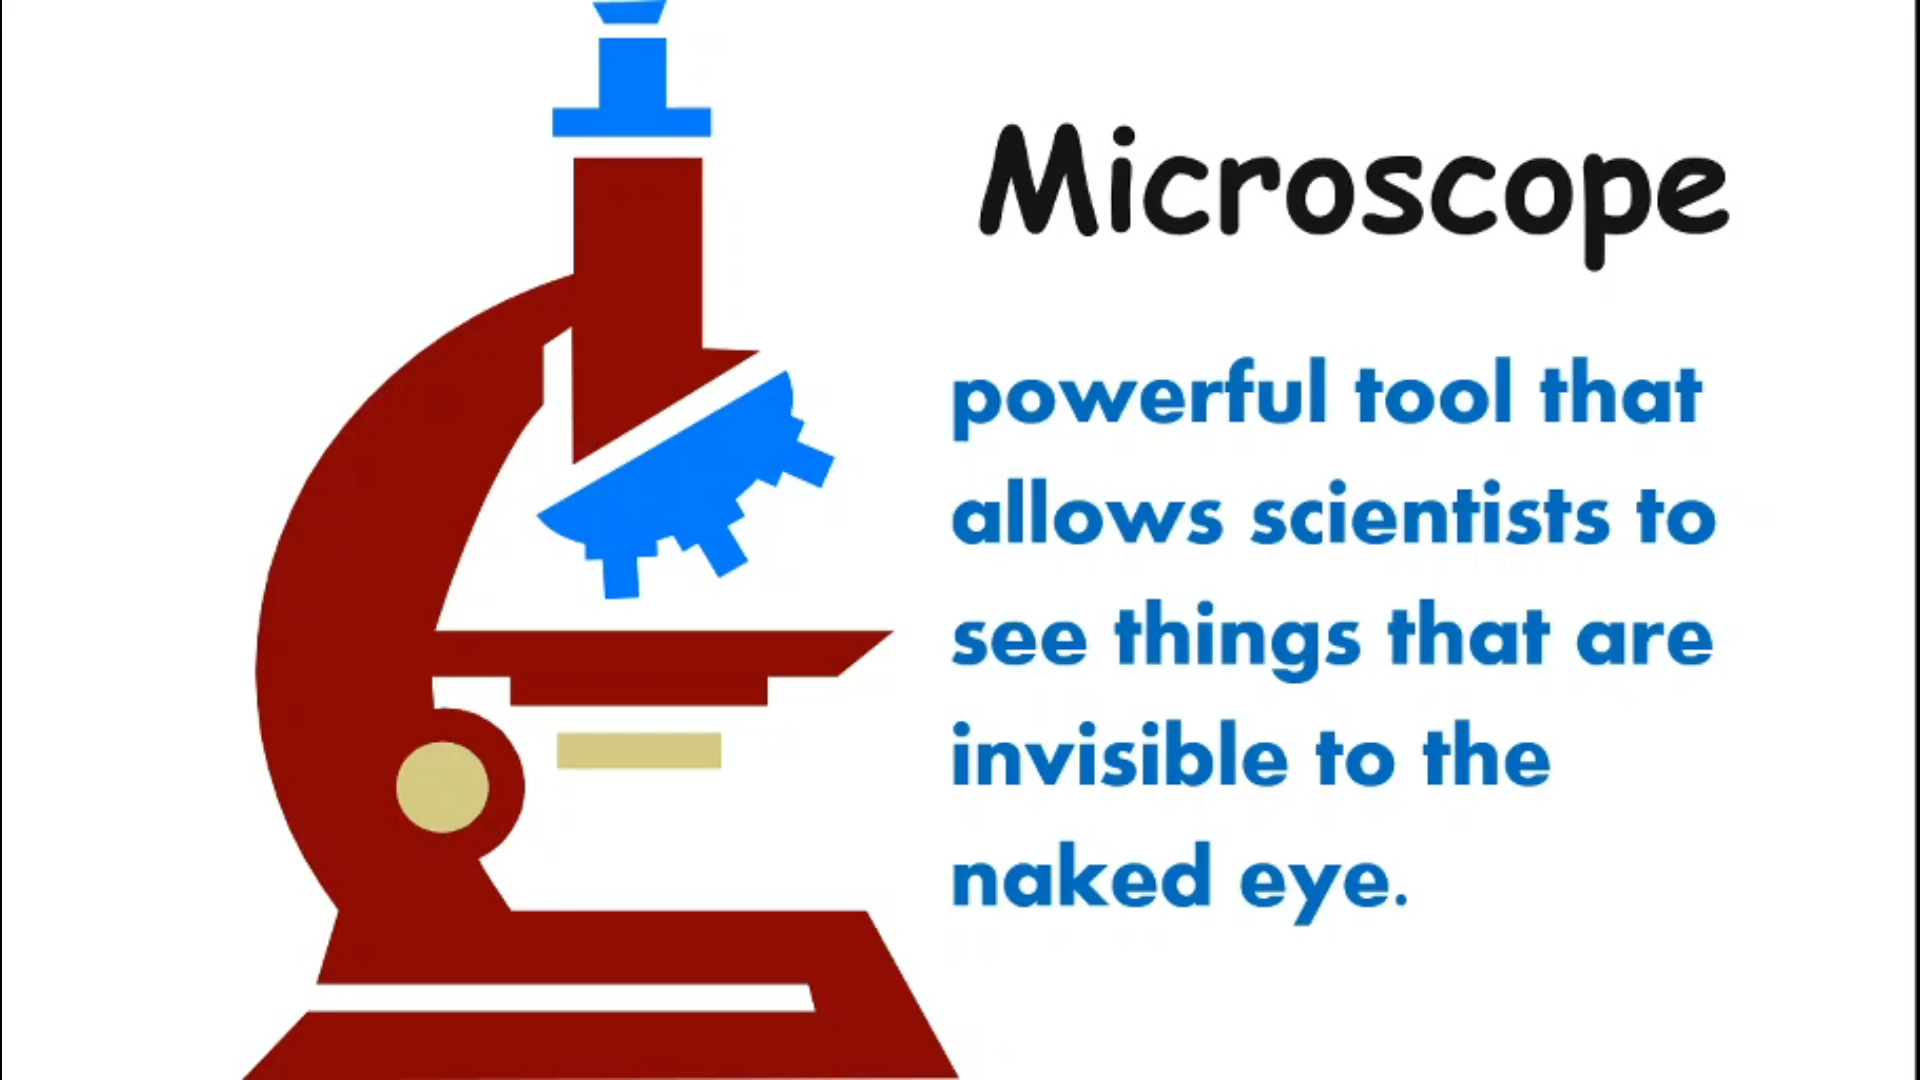 Microscope
powerful tool that
allows scientists to
see things that are
invisible to the
naked eye.